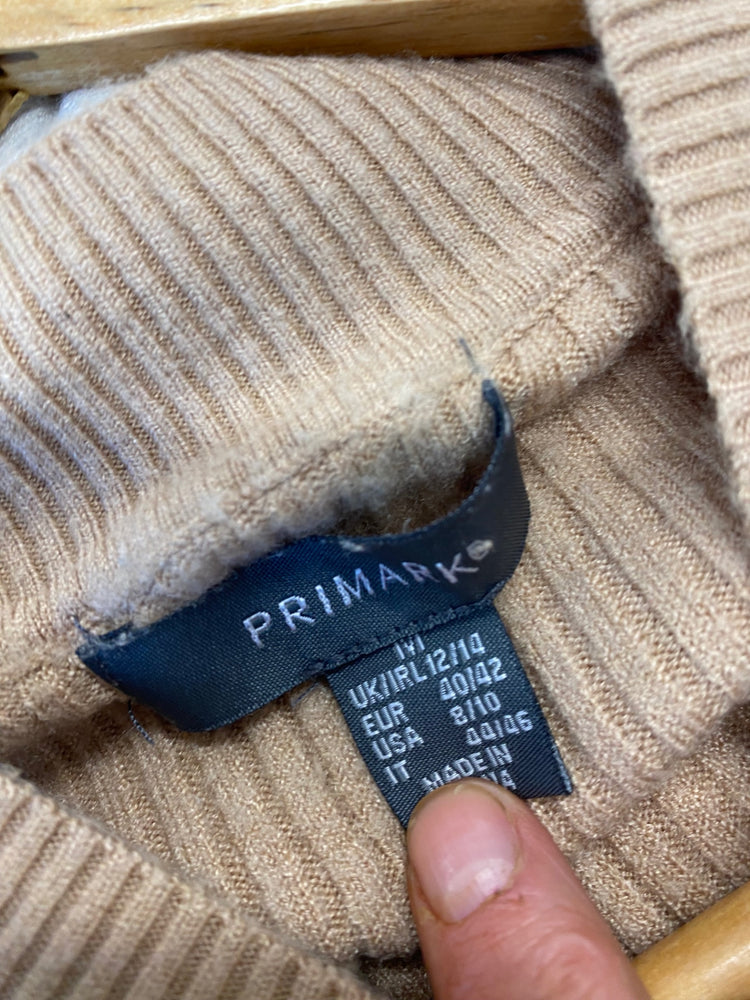 PRIMARK®
M
UK/IRL 12/14
EUR 40/42
USA 8/10
IT 44/46
MADE IN